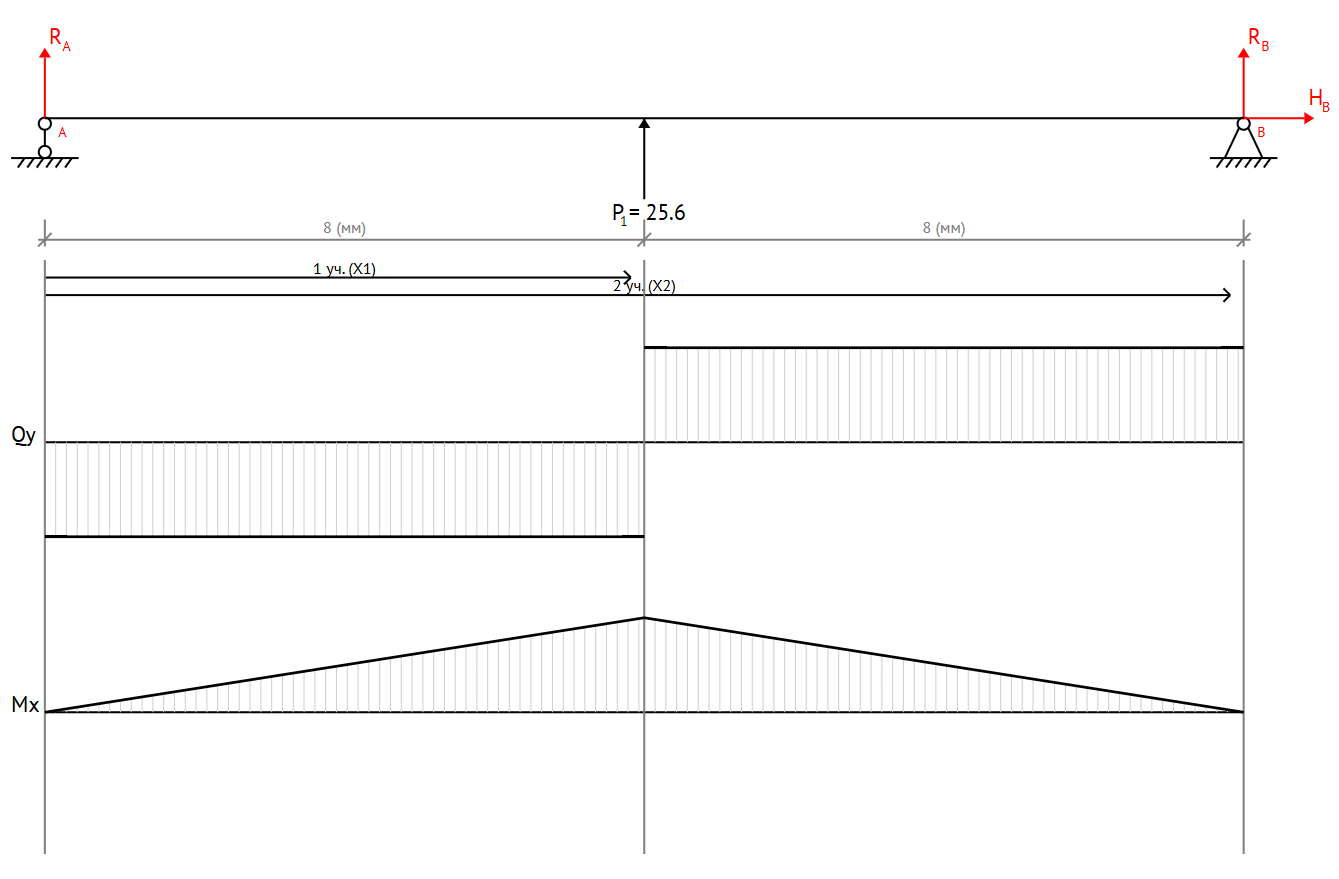 R_A
R_B
H_B
A
B
P_1 = 25.6
8 (мм)
8 (мм)
1 уч. (X1)
2 уч. (X2)
Qy
Mx